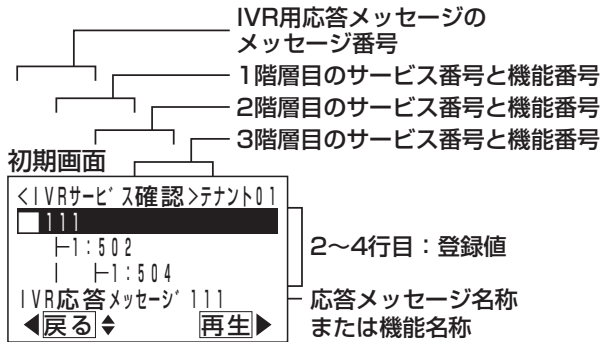 IVR用応答メッセージの
メッセージ番号
1階層目のサービス番号と機能番号
2階層目のサービス番号と機能番号
3階層目のサービス番号と機能番号
初期画面
<IVRサービス確認>テナント01
111
├1:502
| ├1:504
IVR応答メッセージ111
◀戻る◆ 再生▶
2～4行目：登録値
応答メッセージ名称
または機能名称